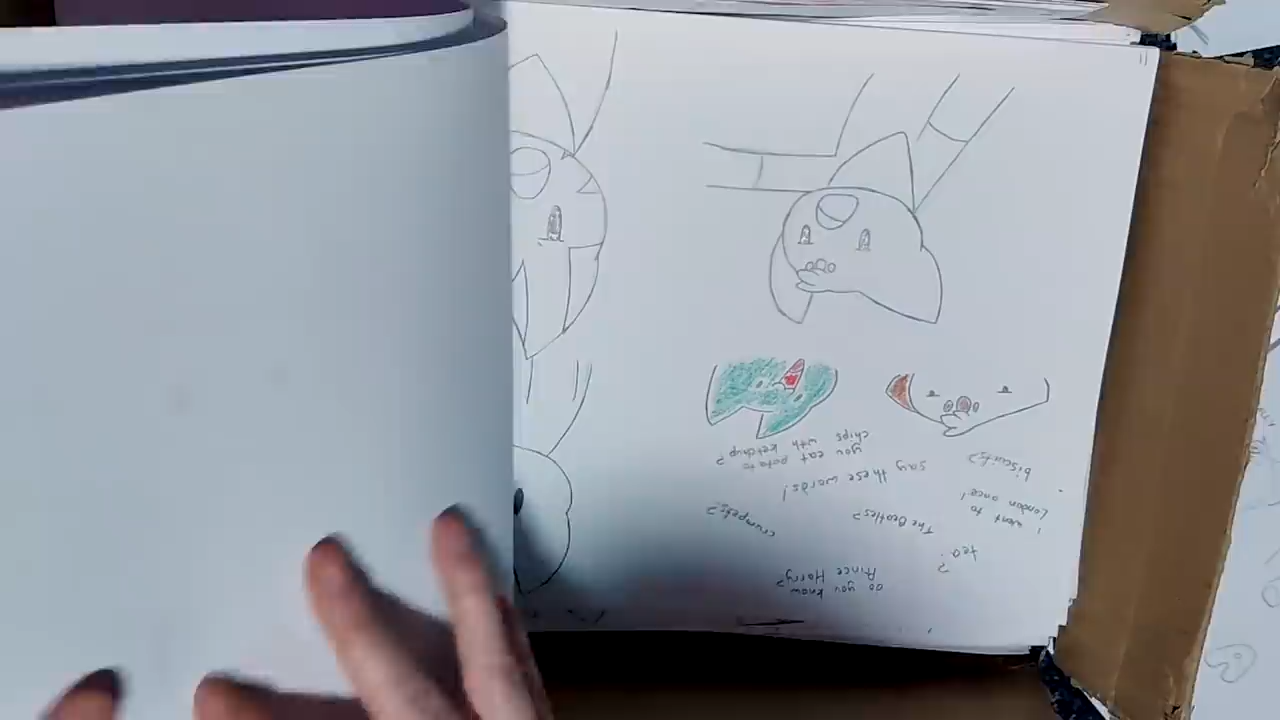 do you know
Prince Harry?
tea
?
crumpets?
The Beatles?
i went to
London once!
say these words!
biscuits?
you eat potato
chips with ketchup?